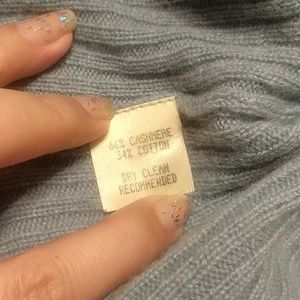 66% CASHMERE
34% COTTON
DRY CLEAN
RECOMMENDED